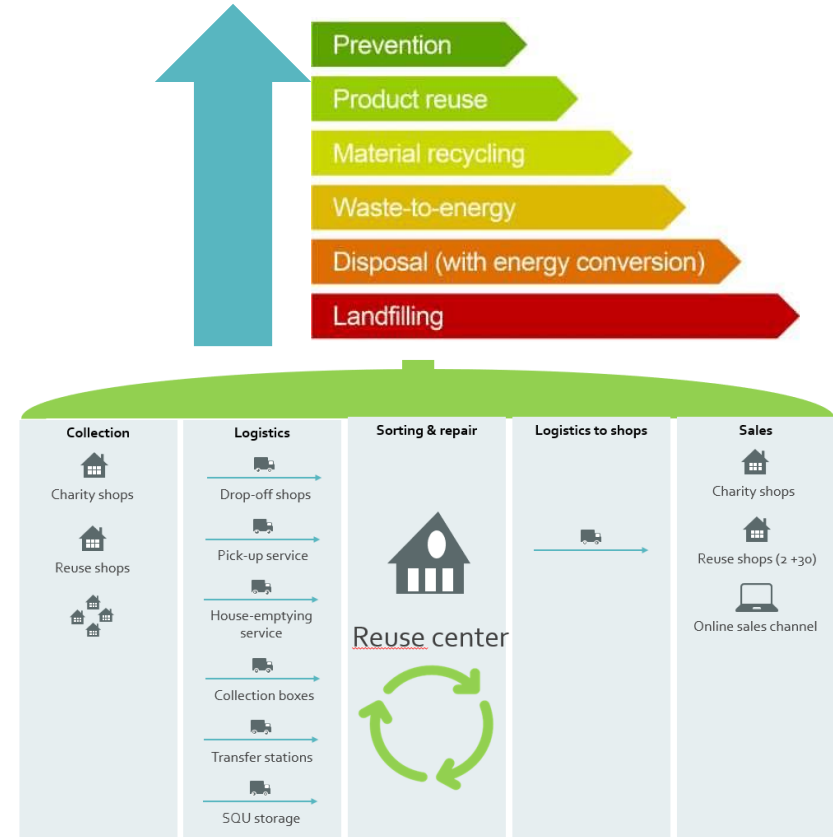 Prevention
Product reuse
Material recycling
Waste-to-energy
Disposal (with energy conversion)
Landfilling
Collection
Charity shops
Reuse shops
Logistics
Drop-off shops
Pick-up service
House-emptying
service
Collection boxes
Transfer stations
SQU storage
Sorting & repair
Reuse center
Logistics to shops
Sales
Charity shops
Reuse shops (2 +30)
Online sales channel